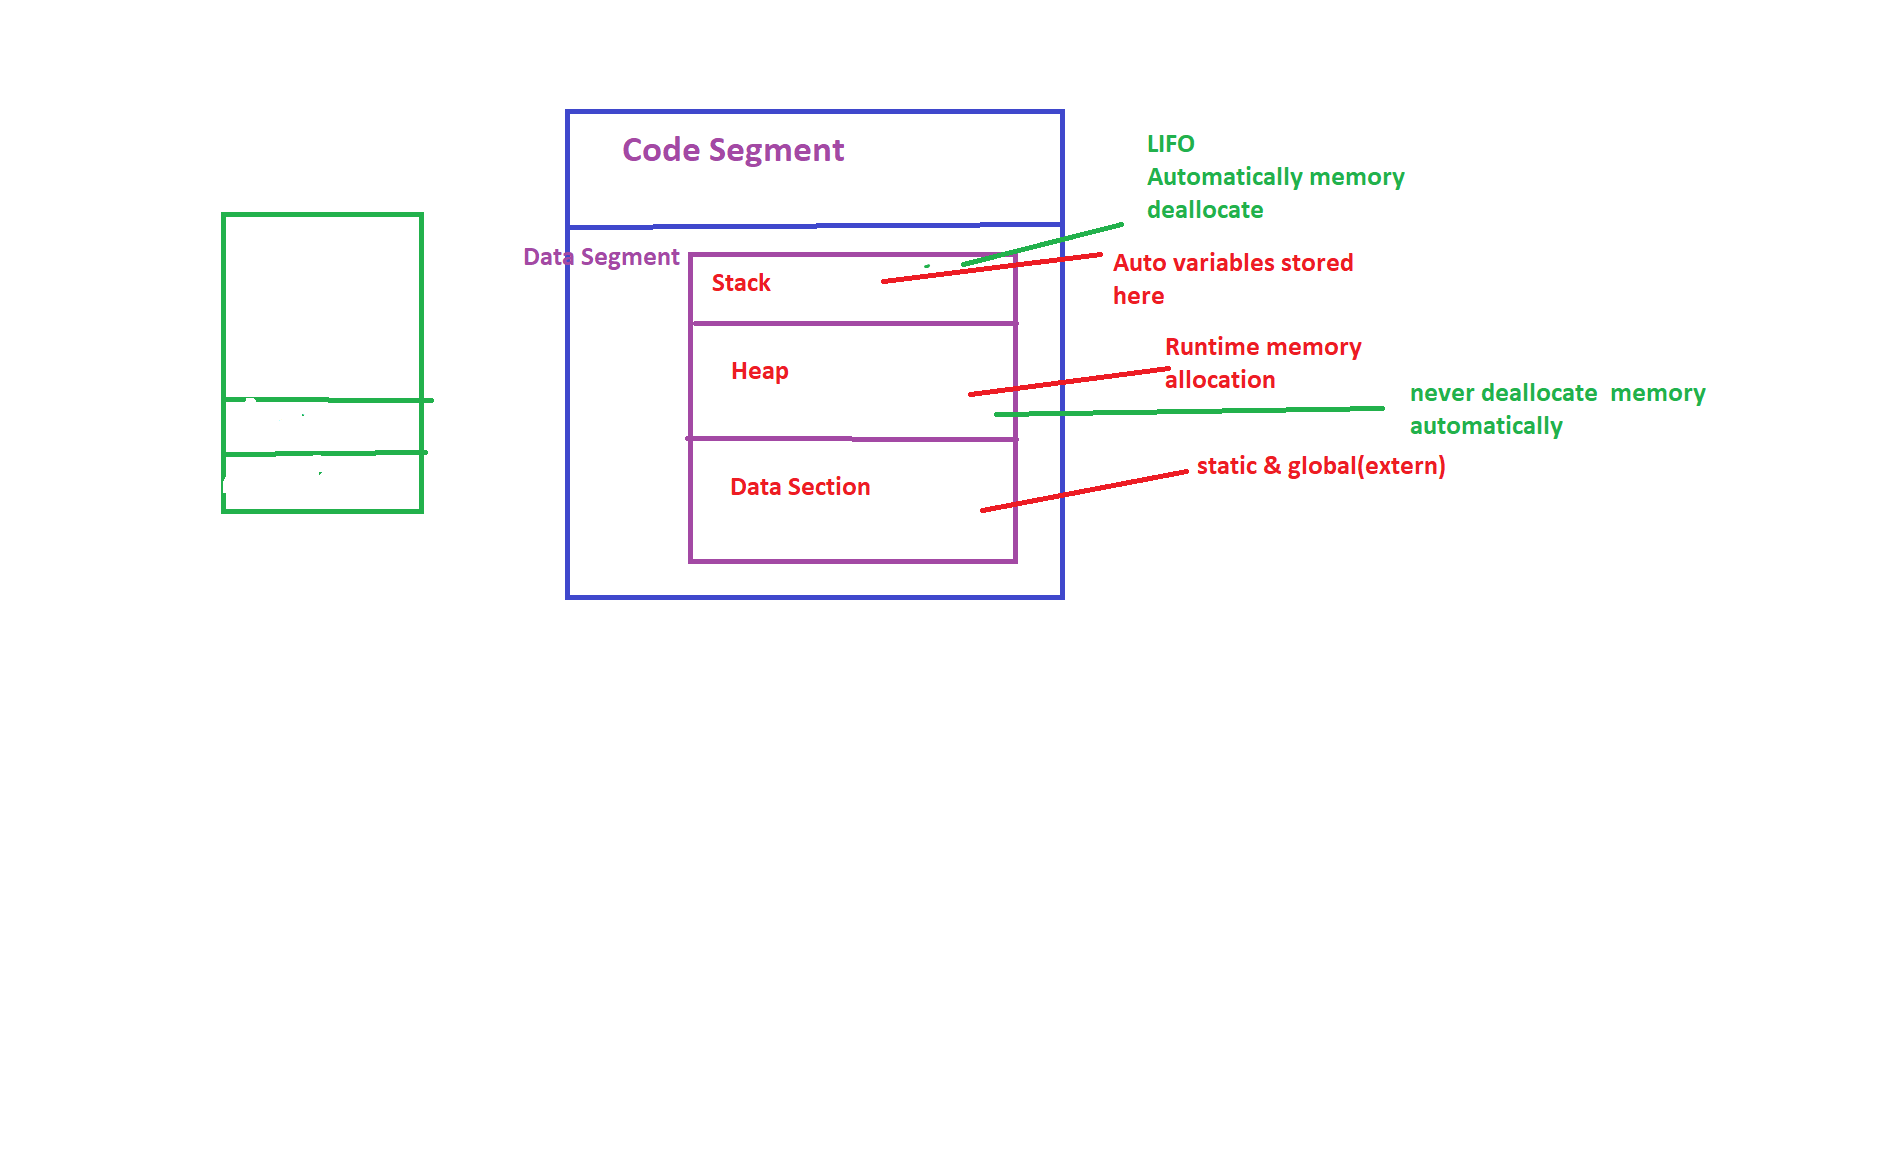 Code Segment
LIFO
Automatically memory
deallocate
Data Segment
Stack
Auto variables stored
here
Heap
Runtime memory
allocation
never deallocate  memory
automatically
Data Section
static & global(extern)